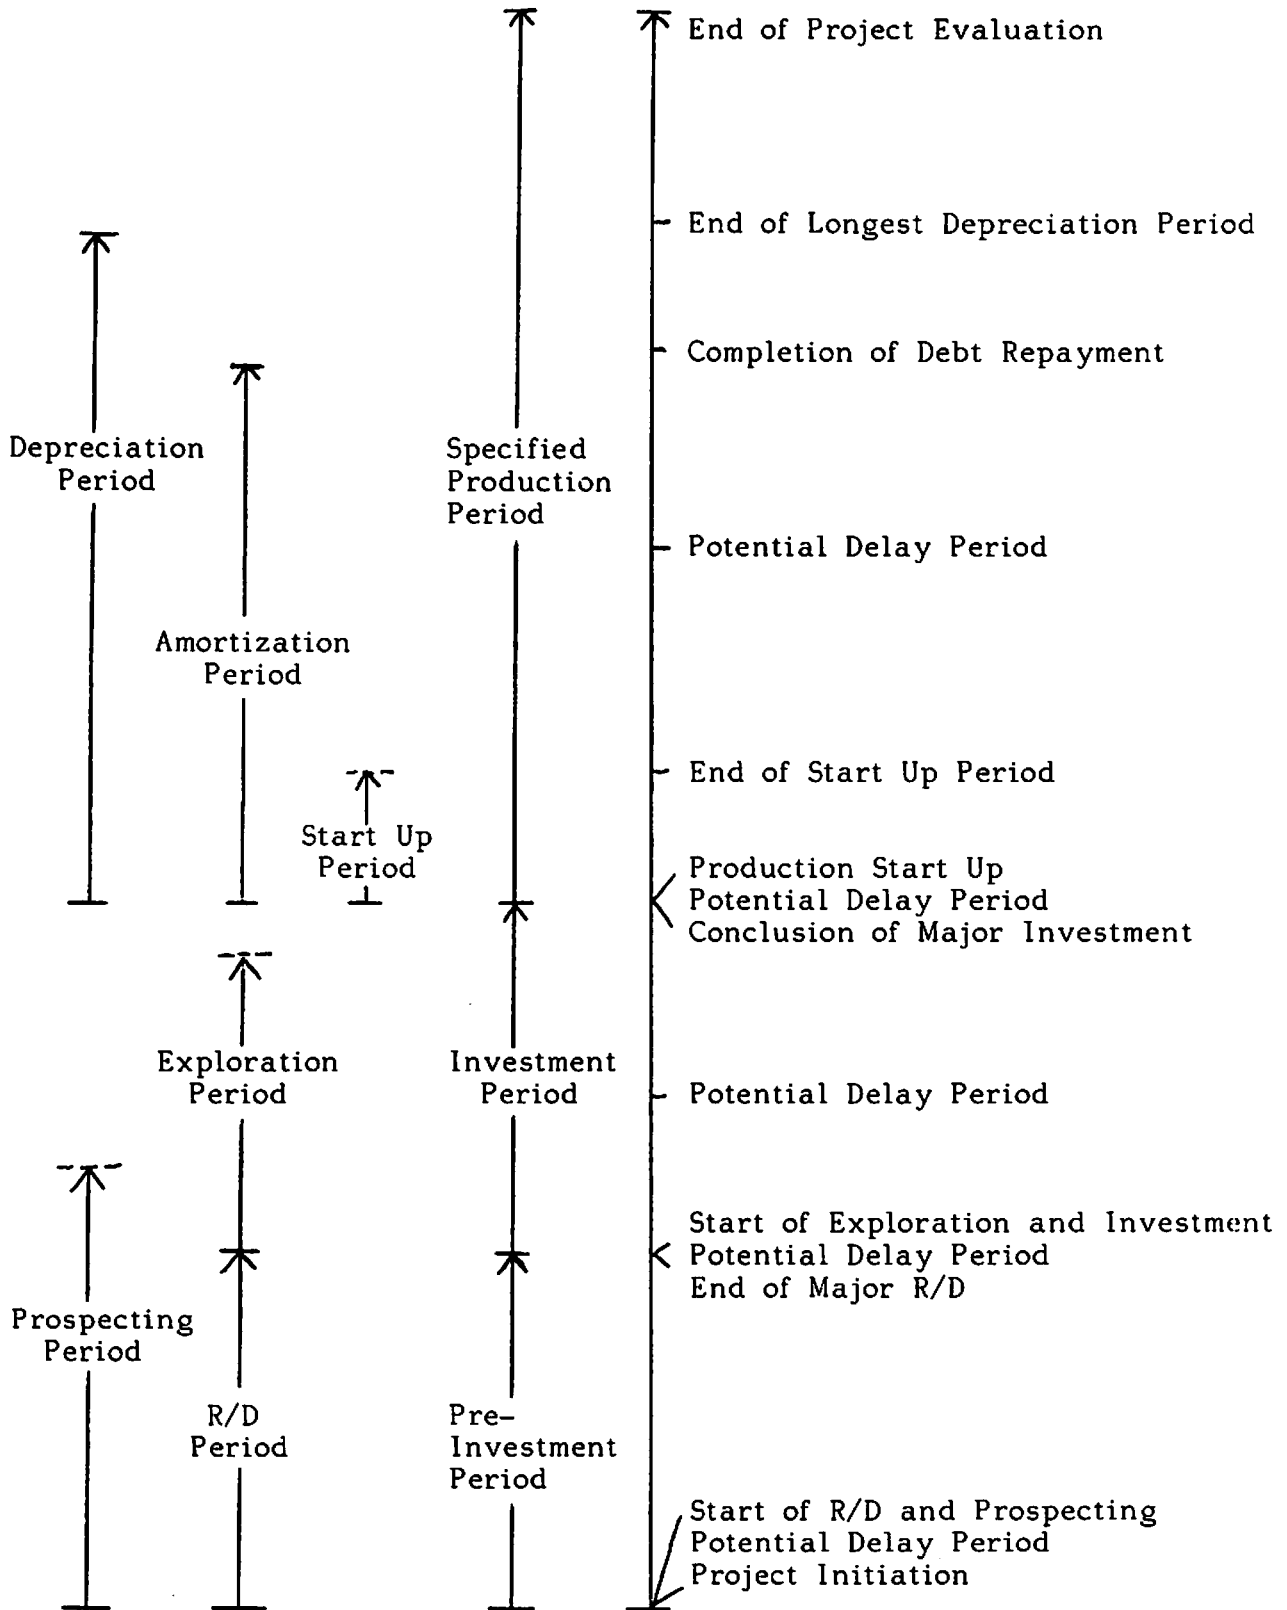 End of Project Evaluation
End of Longest Depreciation Period
Completion of Debt Repayment
Depreciation
Period
Specified
Production
Period
Potential Delay Period
Amortization
Period
End of Start Up Period
Start Up
Period
Production Start Up
Potential Delay Period
Conclusion of Major Investment
Exploration
Period
Investment
Period
Potential Delay Period
Start of Exploration and Investment
Potential Delay Period
End of Major R/D
Prospecting
Period
R/D
Period
Pre-
Investment
Period
Start of R/D and Prospecting
Potential Delay Period
Project Initiation